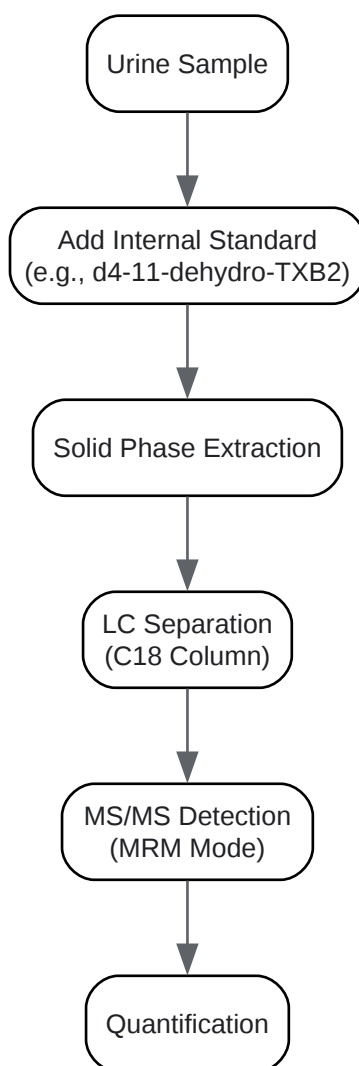 Urine Sample
Add Internal Standard
(e.g., d4-11-dehydro-TXB2)
Solid Phase Extraction
LC Separation
(C18 Column)
MS/MS Detection
(MRM Mode)
Quantification